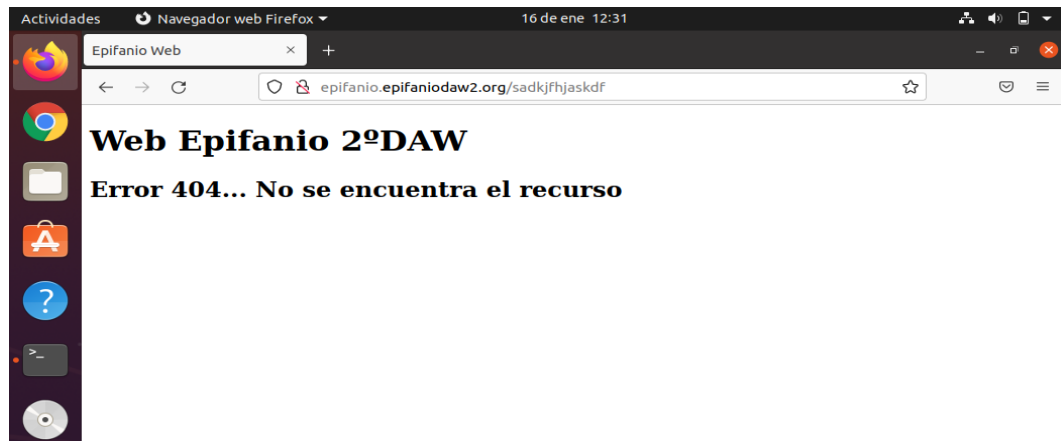 Actividades Navegador web Firefox 16 de ene 12:31
Epifanio Web
epifanio.epifaniodaw2.org/sadkjfhjaskdf
Web Epifanio 2ºDAW
Error 404... No se encuentra el recurso